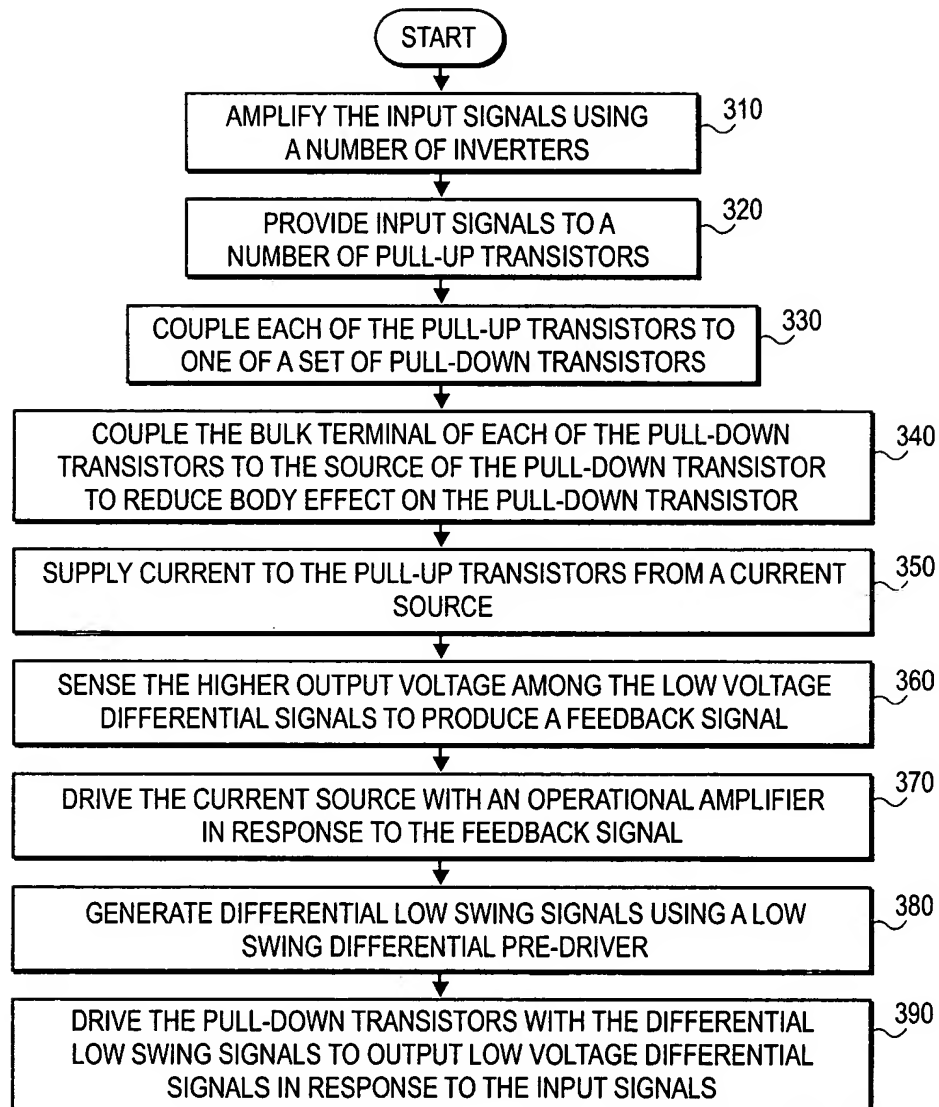 START
AMPLIFY THE INPUT SIGNALS USING
A NUMBER OF INVERTERS
310
PROVIDE INPUT SIGNALS TO A
NUMBER OF PULL-UP TRANSISTORS
320
COUPLE EACH OF THE PULL-UP TRANSISTORS TO
ONE OF A SET OF PULL-DOWN TRANSISTORS
330
COUPLE THE BULK TERMINAL OF EACH OF THE PULL-DOWN
TRANSISTORS TO THE SOURCE OF THE PULL-DOWN TRANSISTOR
TO REDUCE BODY EFFECT ON THE PULL-DOWN TRANSISTOR
340
SUPPLY CURRENT TO THE PULL-UP TRANSISTORS FROM A CURRENT
SOURCE
350
SENSE THE HIGHER OUTPUT VOLTAGE AMONG THE LOW VOLTAGE
DIFFERENTIAL SIGNALS TO PRODUCE A FEEDBACK SIGNAL
360
DRIVE THE CURRENT SOURCE WITH AN OPERATIONAL AMPLIFIER
IN RESPONSE TO THE FEEDBACK SIGNAL
370
GENERATE DIFFERENTIAL LOW SWING SIGNALS USING A LOW
SWING DIFFERENTIAL PRE-DRIVER
380
DRIVE THE PULL-DOWN TRANSISTORS WITH THE DIFFERENTIAL
LOW SWING SIGNALS TO OUTPUT LOW VOLTAGE DIFFERENTIAL
SIGNALS IN RESPONSE TO THE INPUT SIGNALS
390